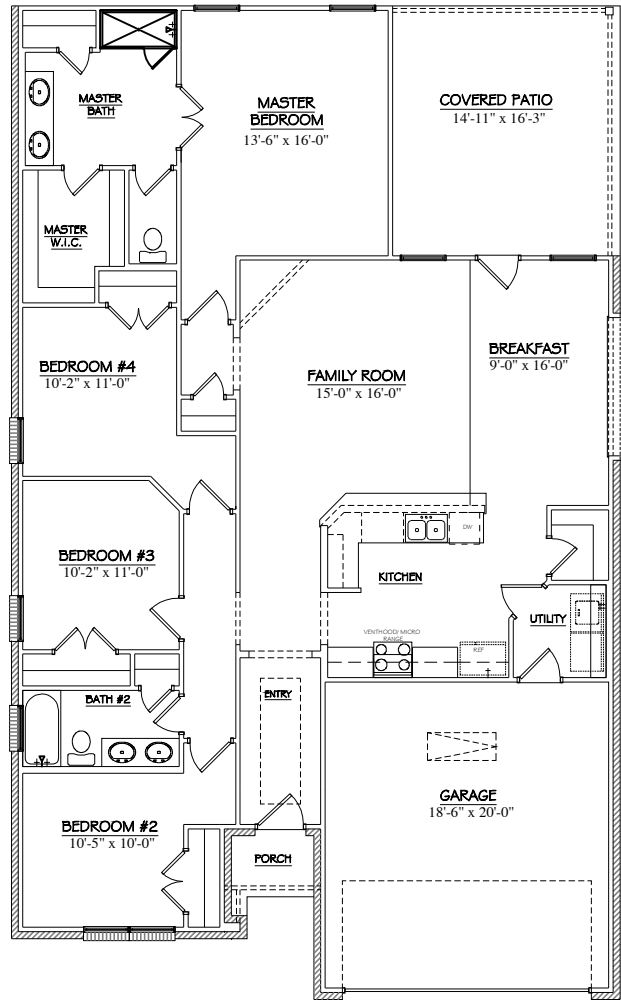 MASTER
BATH
MASTER
BEDROOM
13'-6" x 16'-0"
COVERED PATIO
14'-11" x 16'-3"
MASTER
W.I.C.
BEDROOM #4
10'-2" x 11'-0"
FAMILY ROOM
15'-0" x 16'-0"
BREAKFAST
9'-0" x 16'-0"
BEDROOM #3
10'-2" x 11'-0"
DW
KITCHEN
VENTHOOD/ MICRO
RANGE
REF
UTILITY
ENTRY
BATH #2
BEDROOM #2
10'-5" x 10'-0"
PORCH
GARAGE
18'-6" x 20'-0"